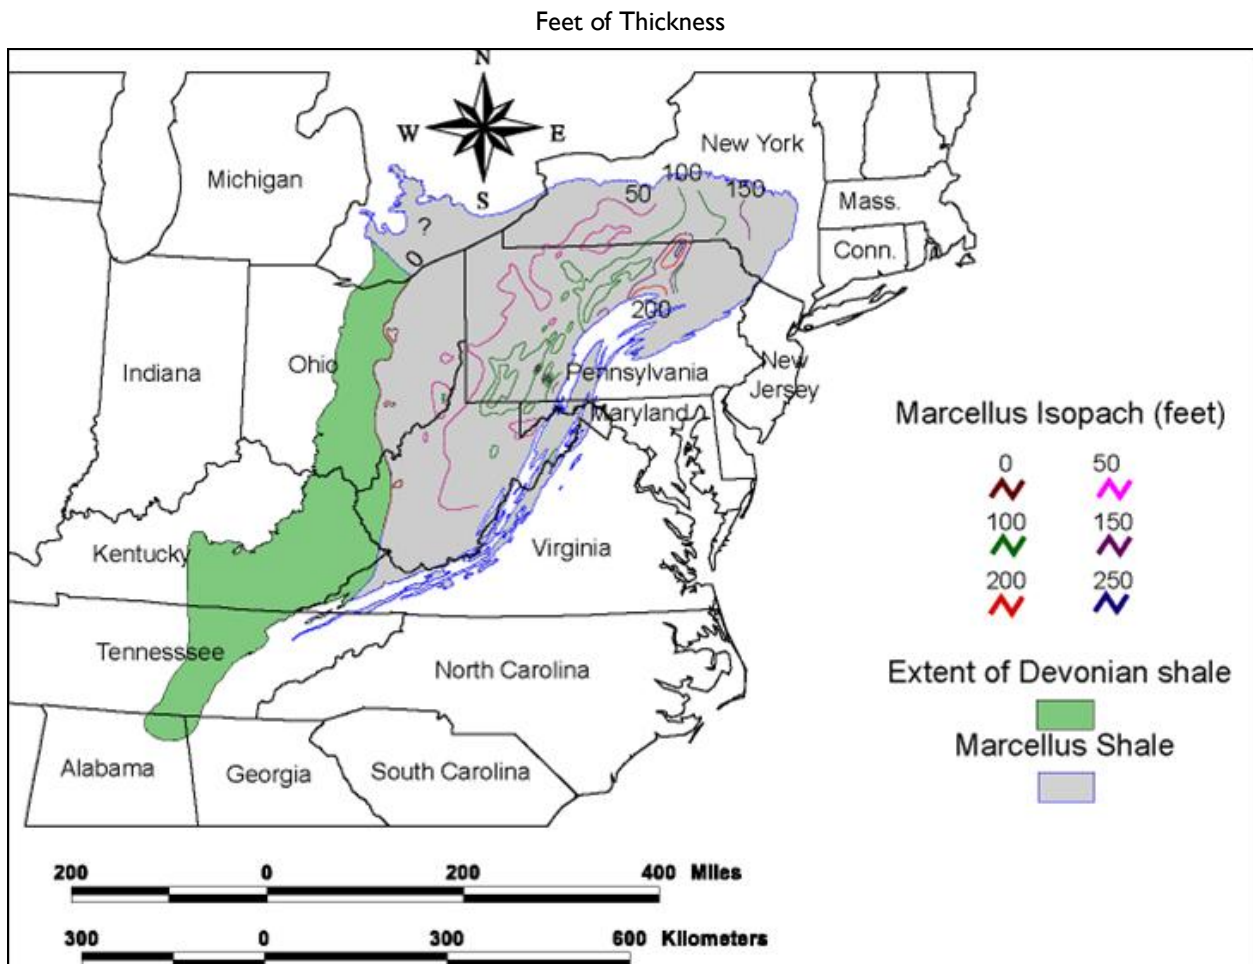 Feet of Thickness
N
W
E
S
New York
Michigan
100
50
150
Mass.
?
0
Conn.
200
Ohio
Indiana
Pennsylvania
New
Jersey
Maryland
Marcellus Isopach (feet)
0
50
100
150
200
250
Kentucky
Virginia
Tennesssee
North Carolina
Extent of Devonian shale
Marcellus Shale
Alabama
Georgia
South Carolina
200 0 200 400 Miles
300 0 300 600 Kilometers